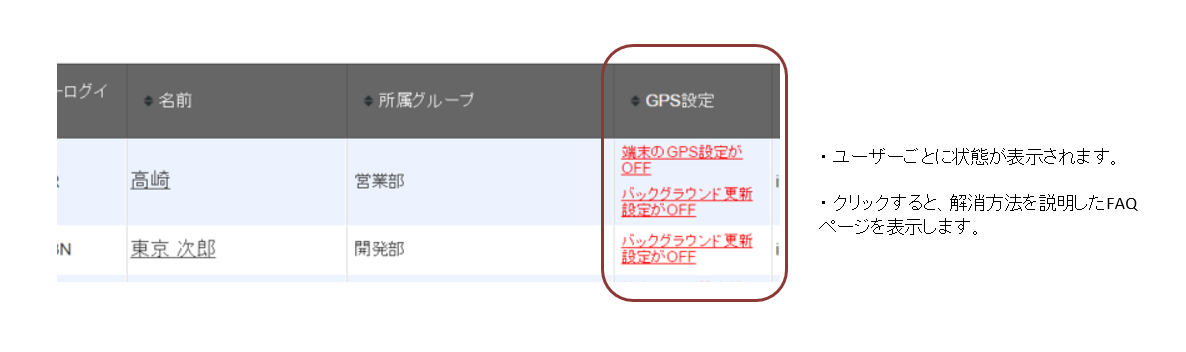 ーログイ
名前
所属グループ
GPS設定
高崎
営業部
端末のGPS設定が
OFF
バックグラウンド更新
設定がOFF
BN
東京 次郎
開発部
バックグラウンド更新
設定がOFF
・ユーザーごとに状態が表示されます。
・クリックすると、解消方法を説明したFAQ
ページを表示します。